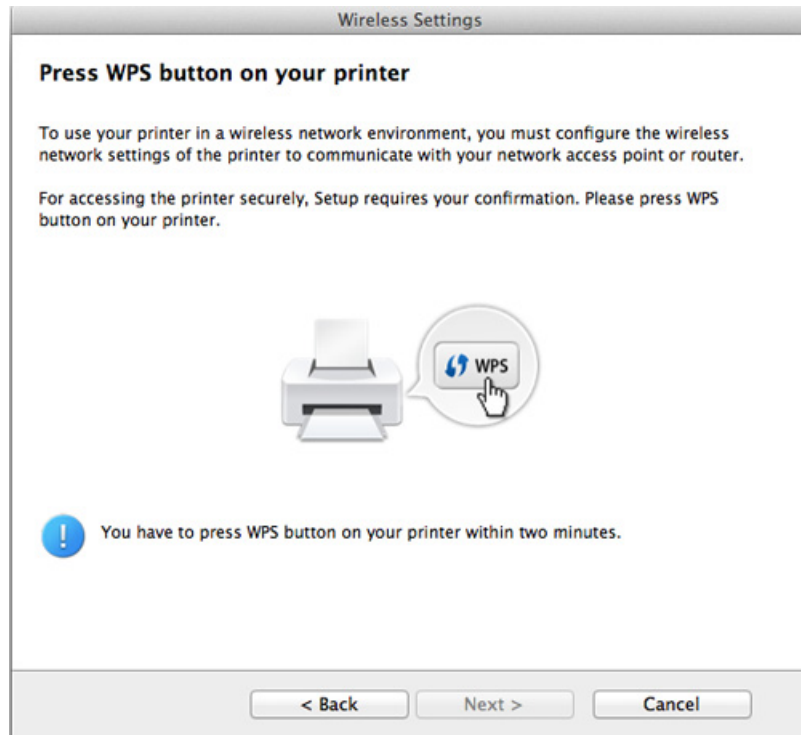 Wireless Settings
Press WPS button on your printer
To use your printer in a wireless network environment, you must configure the wireless
network settings of the printer to communicate with your network access point or router.
For accessing the printer securely, Setup requires your confirmation. Please press WPS
button on your printer.
WPS
You have to press WPS button on your printer within two minutes.
< Back
Next >
Cancel